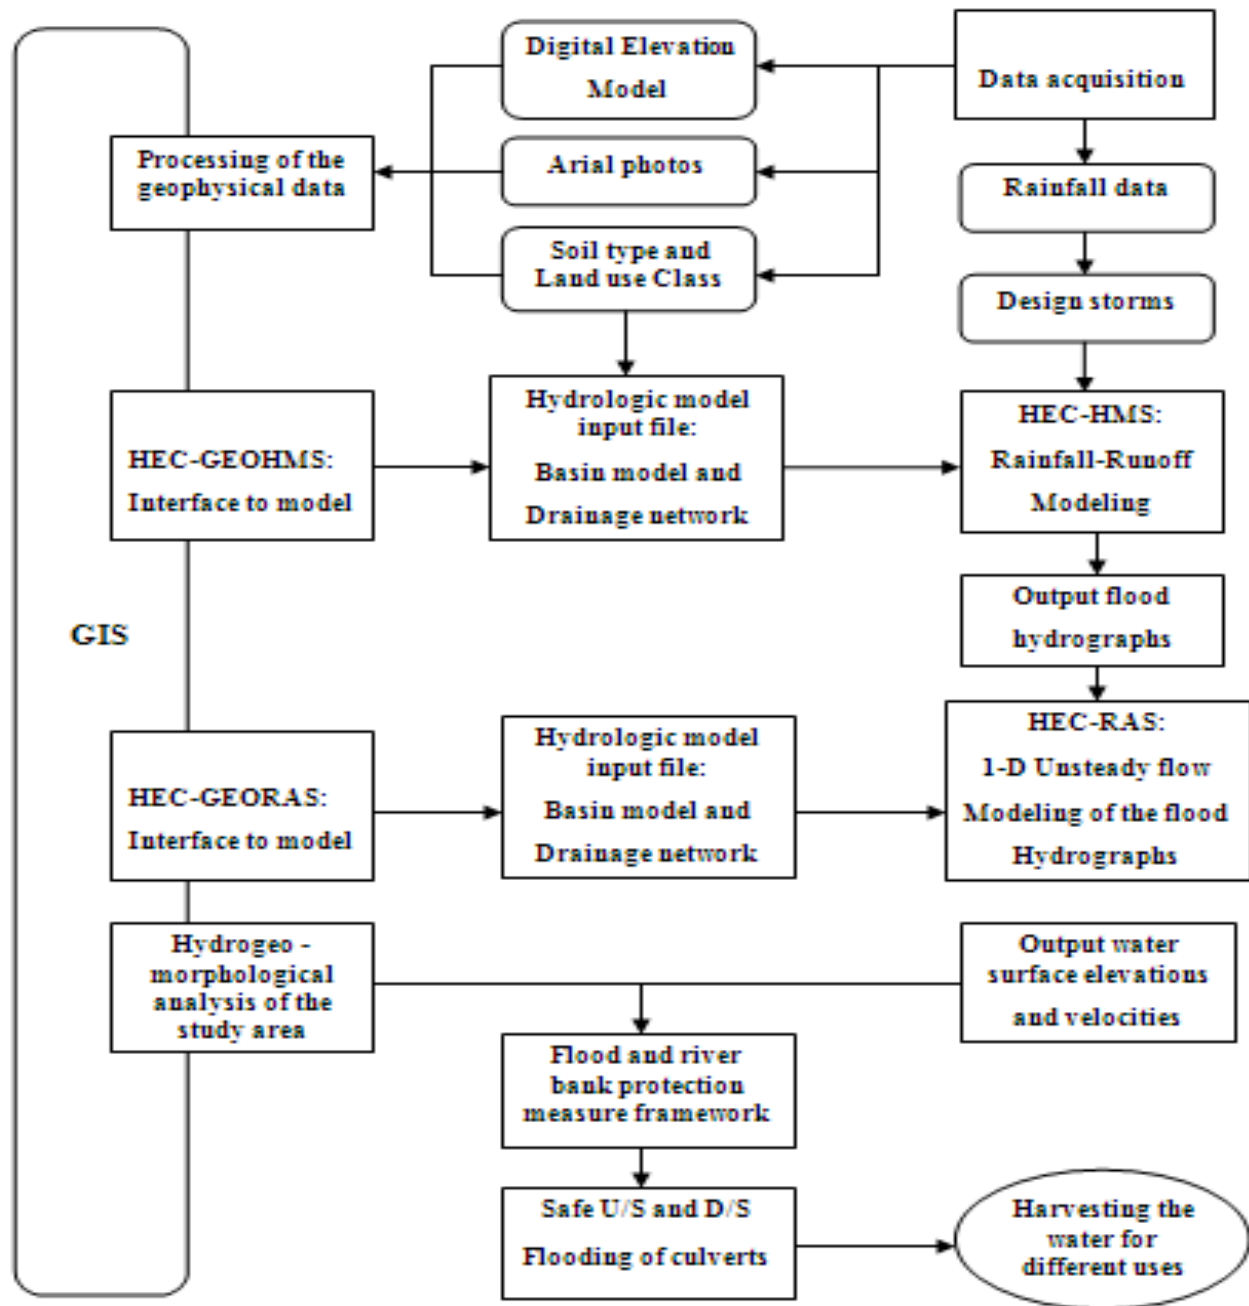 Digital Elevation
Model
Data acquisition
Processing of the
geophysical data
Arial photos
Rainfall data
Soil type and
Land use Class
Design storms
HEC-GEOHMS:
Interface to model
Hydrologic model
input file:
Basin model and
Drainage network
HEC-HMS:
Rainfall-Runoff
Modeling
GIS
Output flood
hydrographs
HEC-GEORAS:
Interface to model
Hydrologic model
input file:
Basin model and
Drainage network
HEC-RAS:
1-D Unsteady flow
Modeling of the flood
Hydrographs
Hydrogeo -
morphological
analysis of the
study area
Output water
surface elevations
and velocities
Flood and river
bank protection
measure framework
Safe U/S and D/S
Flooding of culverts
Harvesting the
water for
different uses